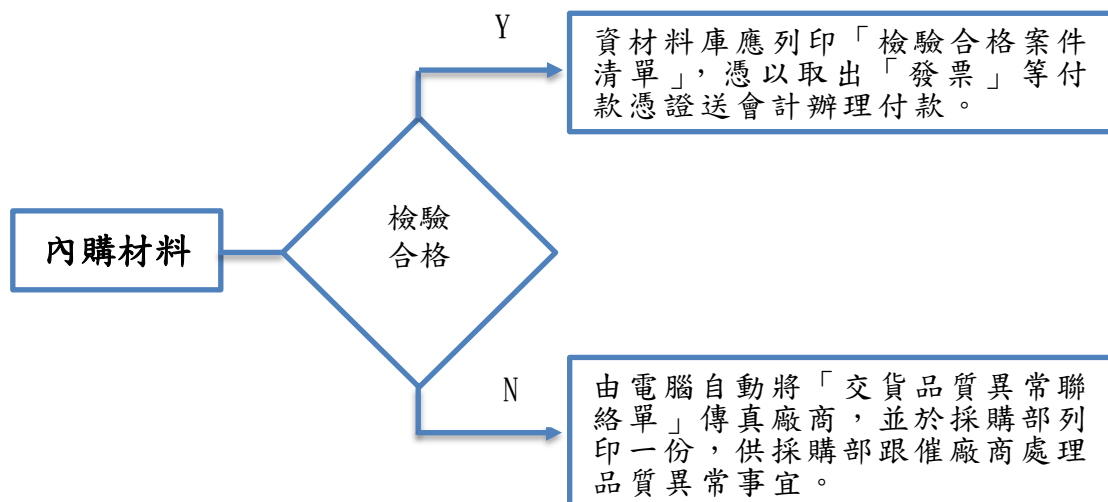 Y
資材料庫應列印「檢驗合格案件
清單」，憑以取出「發票」等付
款憑證送會計辦理付款。
檢驗
合格
內購材料
N
由電腦自動將「交貨品質異常聯
絡單」傳真廠商，並於採購部列
印一份，供採購部跟催廠商處理
品質異常事宜。